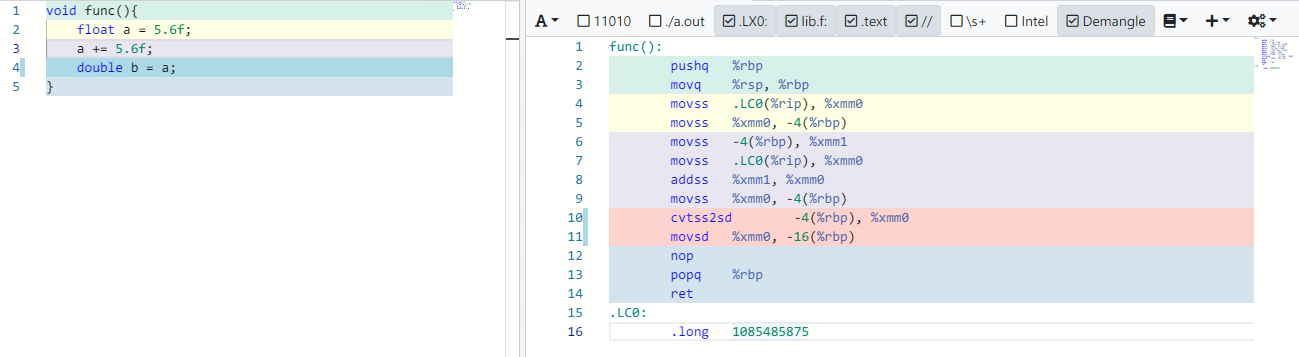 1 void func(){
2 float a = 5.6f;
3 a += 5.6f;
4 double b = a;
5 }
A 11010 ./a.out .LX0: lib.f: .text // \s+ Intel Demangle
1 func():
2 pushq %rbp
3 movq %rsp, %rbp
4 movss .LC0(%rip), %xmm0
5 movss %xmm0, -4(%rbp)
6 movss -4(%rbp), %xmm1
7 movss .LC0(%rip), %xmm0
8 addss %xmm1, %xmm0
9 movss %xmm0, -4(%rbp)
10 cvtss2sd -4(%rbp), %xmm0
11 movsd %xmm0, -16(%rbp)
12 nop
13 popq %rbp
14 ret
15 .LC0:
16 .long 1085485875